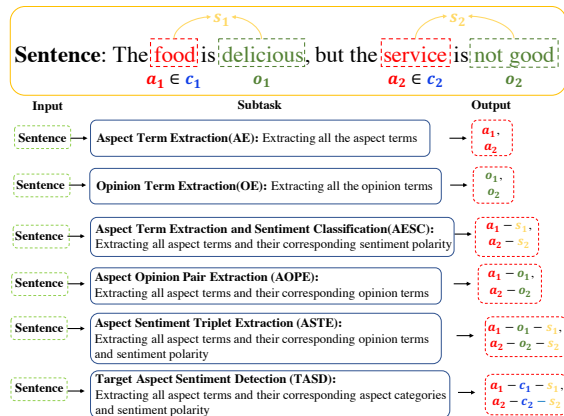 s₁ s₂
Sentence: The food is delicious, but the service is not good
a₁ ∈ c₁ o₁ a₂ ∈ c₂ o₂
Input Subtask Output
Sentence Aspect Term Extraction(AE): Extracting all the aspect terms a₁,
a₂
Sentence Opinion Term Extraction(OE): Extracting all the opinion terms o₁,
o₂
Sentence Aspect Term Extraction and Sentiment Classification(AESC):
Extracting all aspect terms and their corresponding sentiment polarity
a₁ − s₁,
a₂ − s₂
Sentence Aspect Opinion Pair Extraction (AOPE):
Extracting all aspect terms and their corresponding opinion terms
a₁ − o₁,
a₂ − o₂
Sentence Aspect Sentiment Triplet Extraction (ASTE):
Extracting all aspect terms and their corresponding opinion terms
and sentiment polarity
a₁ − o₁ − s₁,
a₂ − o₂ − s₂
Sentence Target Aspect Sentiment Detection (TASD):
Extracting all aspect terms and their corresponding aspect categories
and sentiment polarity
a₁ − c₁ − s₁,
a₂ − c₂ − s₂